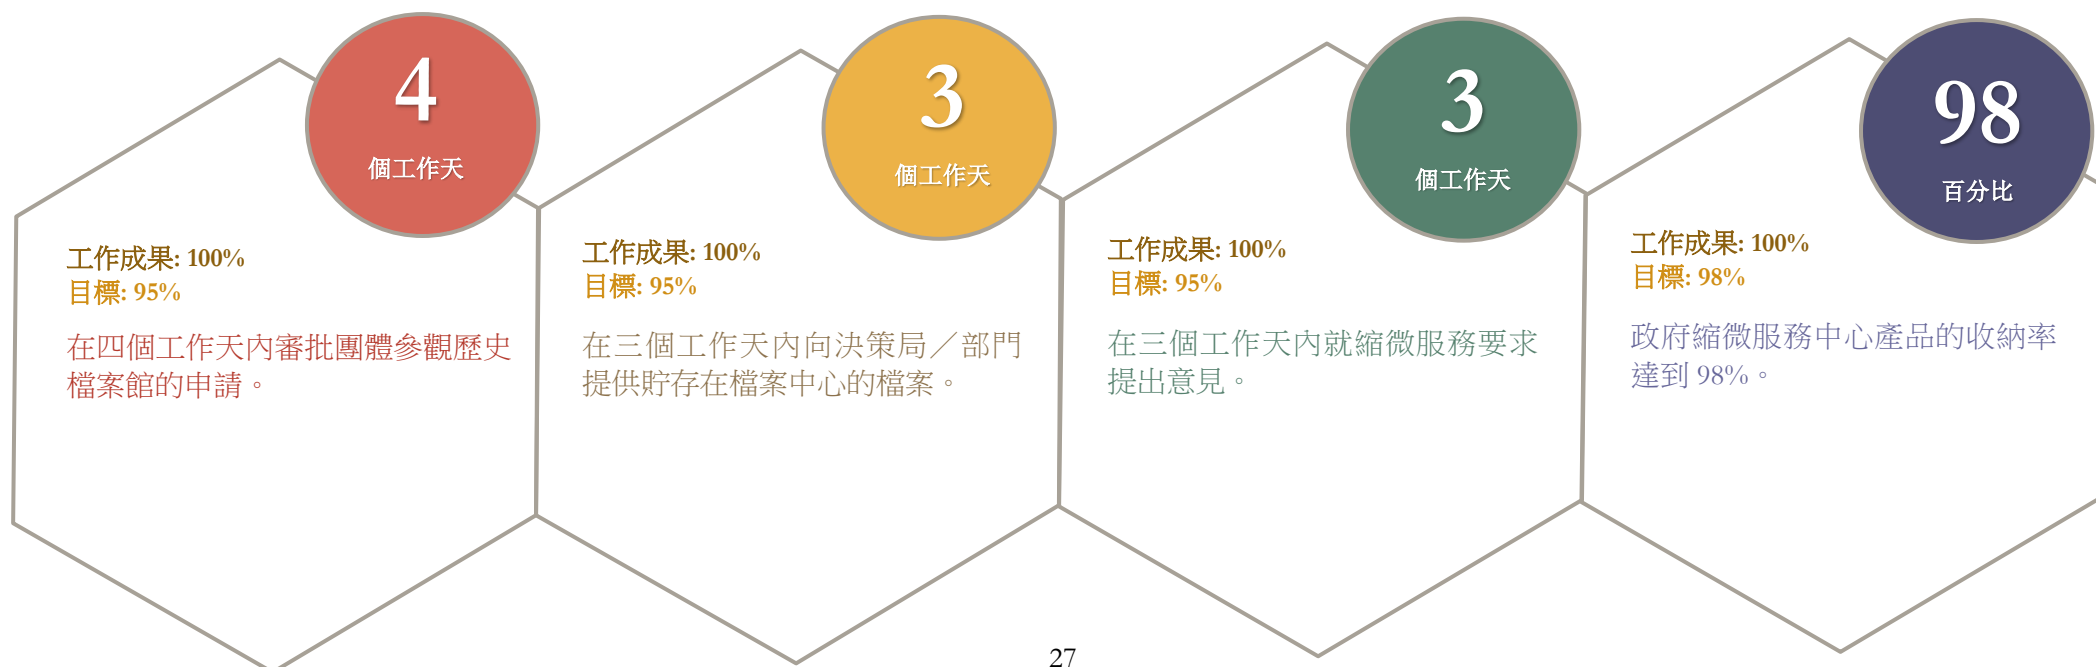 4
個工作天
工作成果: 100%
目標: 95%
在四個工作天內審批團體參觀歷史
檔案館的申請。
3
個工作天
工作成果: 100%
目標: 95%
在三個工作天內向決策局／部門
提供貯存在檔案中心的檔案。
3
個工作天
工作成果: 100%
目標: 95%
在三個工作天內就縮微服務要求
提出意見。
98
百分比
工作成果: 100%
目標: 98%
政府縮微服務中心產品的收納率
達到 98%。
27